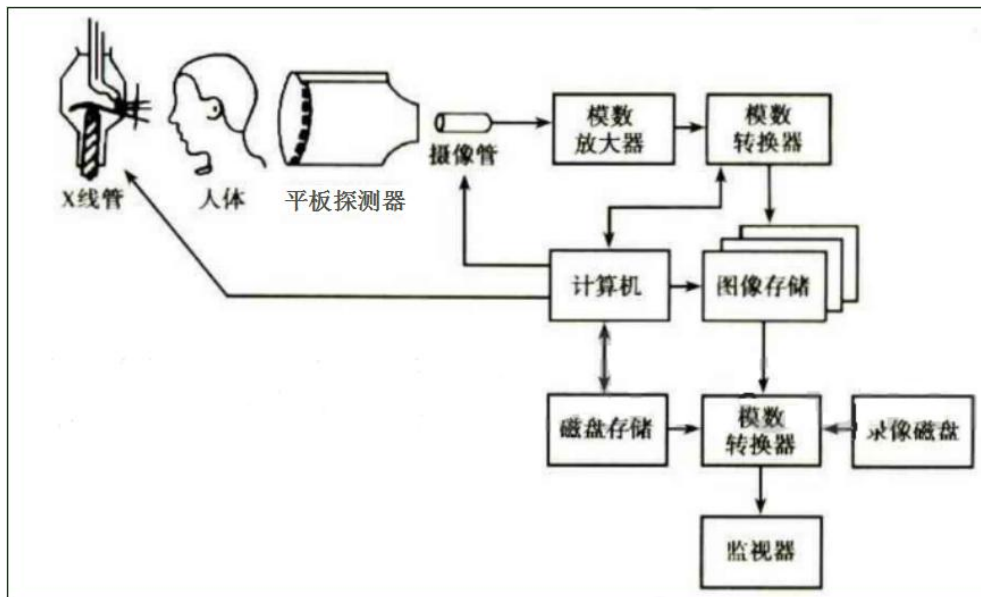 X线管
人体
平板探测器
摄像管
模数
放大器
模数
转换器
计算机
图像存储
磁盘存储
模数
转换器
录像磁盘
监视器